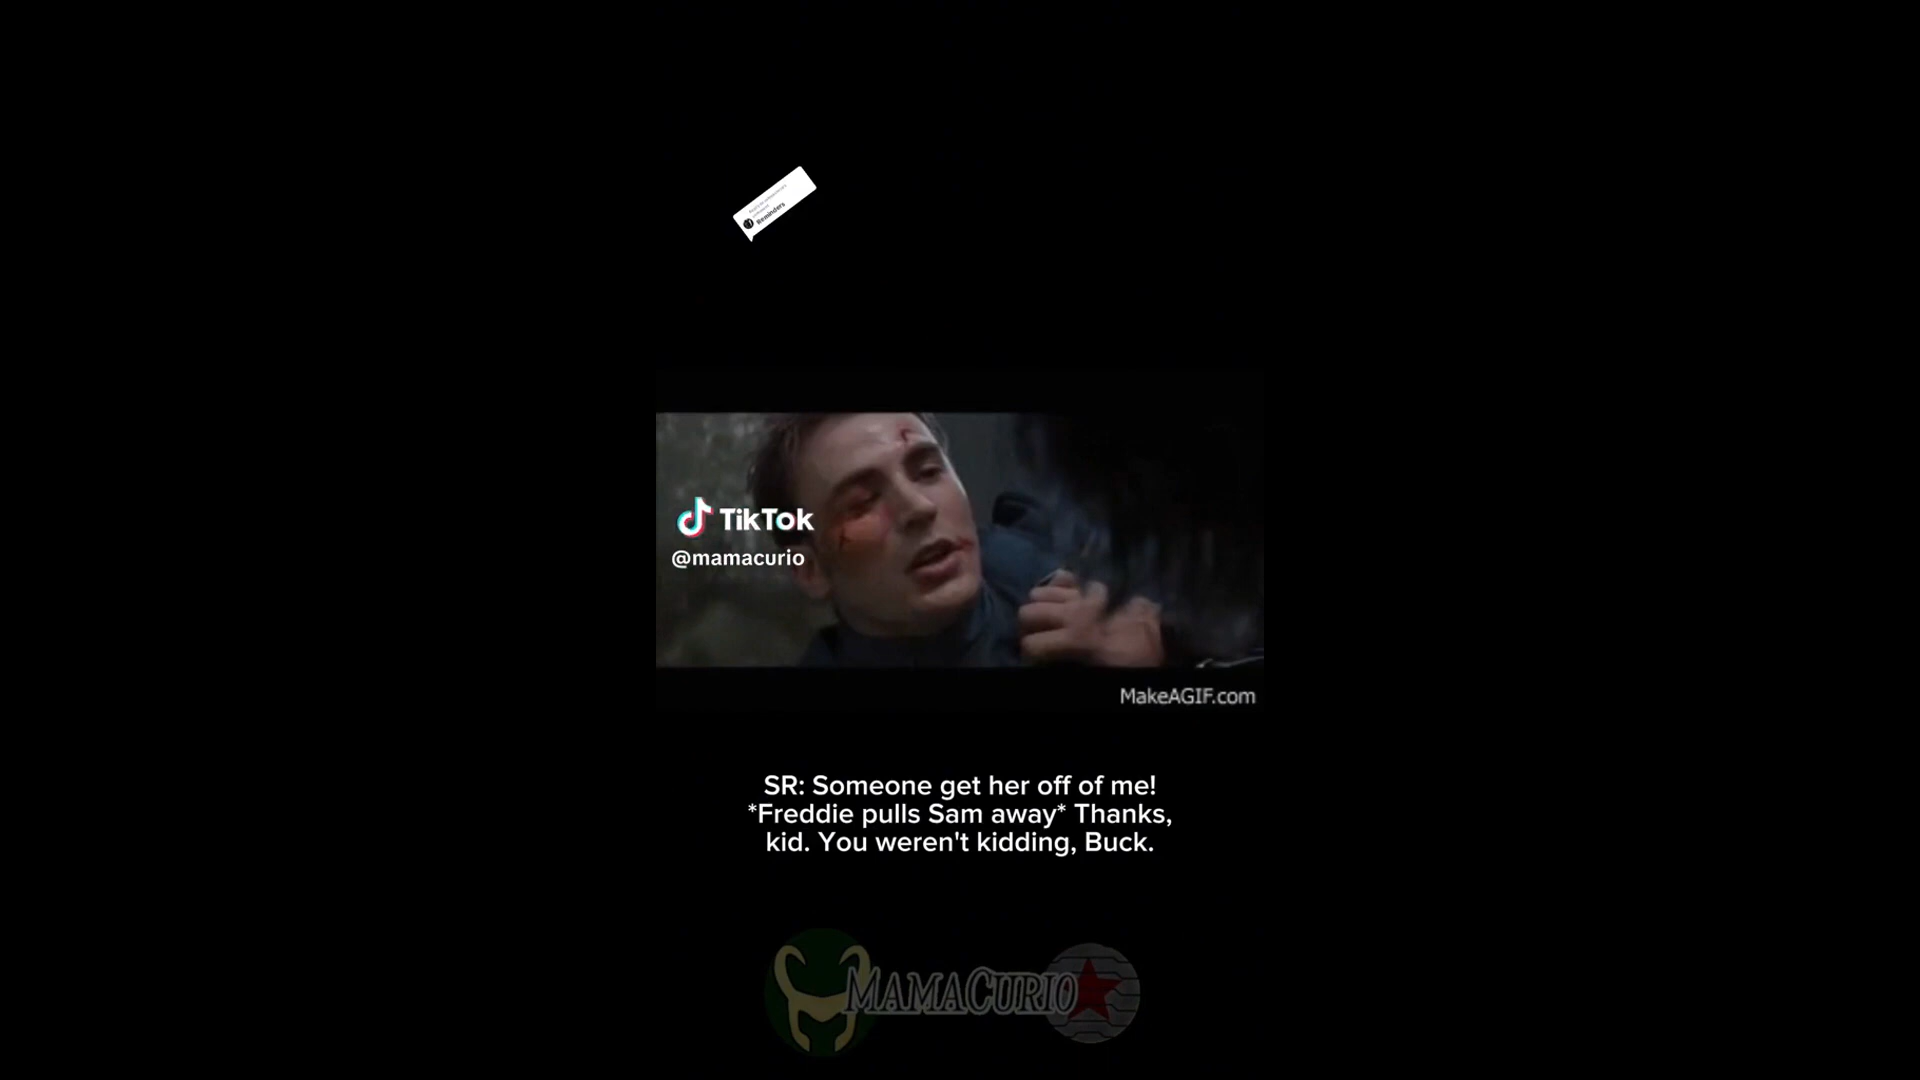 Reminders
TikTok
@mamacurio
MakeAGIF.com
SR: Someone get her off of me!
*Freddie pulls Sam away* Thanks,
kid. You weren't kidding, Buck.
MAMACURIO